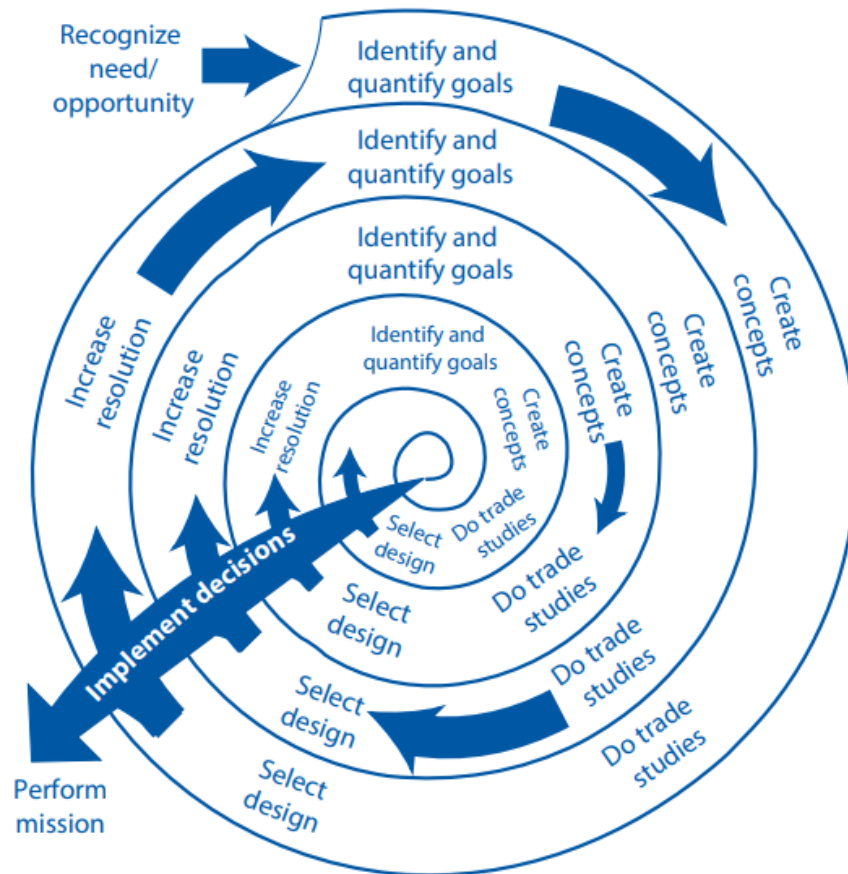 Recognize
need/
opportunity
Identify and
quantify goals
Identify and
quantify goals
Identify and
quantify goals
Identify and
quantify goals
Create
concepts
Create
concepts
Create
concepts
Create
concepts
Do trade
studies
Do trade
studies
Do trade
studies
Do trade
studies
Select
design
Select
design
Select
design
Select
design
Increase
resolution
Increase
resolution
Increase
resolution
Implement decisions
Perform
mission